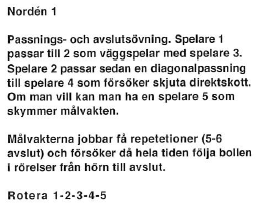 Nordén 1
Passnings- och avslutsövning. Spelare 1
passar till 2 som väggspelar med spelare 3.
Spelare 2 passar sedan en diagonalpassning
till spelare 4 som försöker skjuta direktskott.
Om man vill kan man ha en spelare 5 som
skymmer målvakten.
Målvakterna jobbar få repetetioner (5-6
avslut) och försöker då hela tiden följa bollen
i rörelser från hörn till avslut.
Rotera 1-2-3-4-5